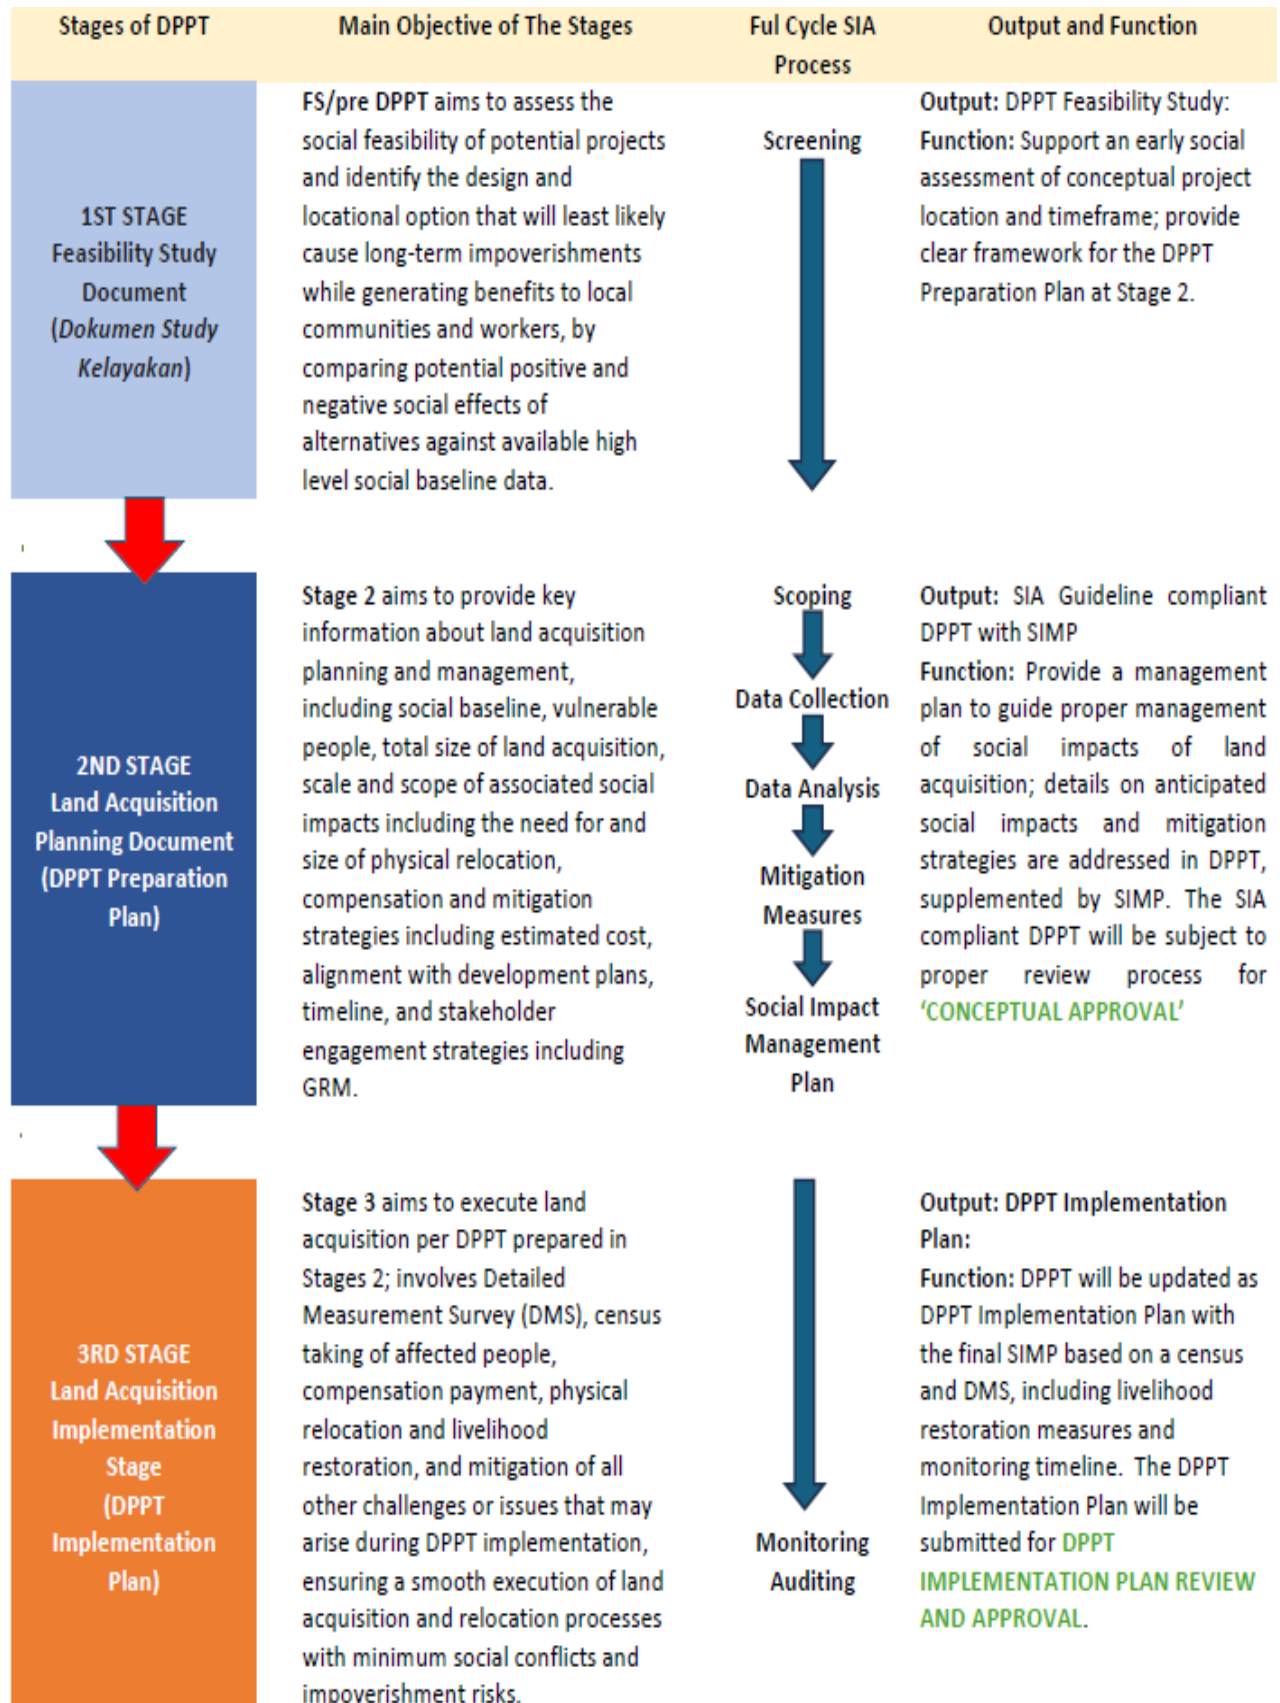 Stages of DPPT
Main Objective of The Stages
Ful Cycle SIA
Process
Output and Function
1ST STAGE
Feasibility Study
Document
(Dokumen Study
Kelayakan)
FS/pre DPPT aims to assess the
social feasibility of potential projects
and identify the design and
locational option that will least likely
cause long-term impoverishments
while generating benefits to local
communities and workers, by
comparing potential positive and
negative social effects of
alternatives against available high
level social baseline data.
Screening
Output: DPPT Feasibility Study:
Function: Support an early social
assessment of conceptual project
location and timeframe; provide
clear framework for the DPPT
Preparation Plan at Stage 2.
2ND STAGE
Land Acquisition
Planning Document
(DPPT Preparation
Plan)
Stage 2 aims to provide key
information about land acquisition
planning and management,
including social baseline, vulnerable
people, total size of land acquisition,
scale and scope of associated social
impacts including the need for and
size of physical relocation,
compensation and mitigation
strategies including estimated cost,
alignment with development plans,
timeline, and stakeholder
engagement strategies including
GRM.
Scoping
Data Collection
Data Analysis
Mitigation
Measures
Social Impact
Management
Plan
Output: SIA Guideline compliant
DPPT with SIMP
Function: Provide a management
plan to guide proper management
of social impacts of land
acquisition; details on anticipated
social impacts and mitigation
strategies are addressed in DPPT,
supplemented by SIMP. The SIA
compliant DPPT will be subject to
proper review process for
‘CONCEPTUAL APPROVAL’
3RD STAGE
Land Acquisition
Implementation
Stage
(DPPT
Implementation
Plan)
Stage 3 aims to execute land
acquisition per DPPT prepared in
Stages 2; involves Detailed
Measurement Survey (DMS), census
taking of affected people,
compensation payment, physical
relocation and livelihood
restoration, and mitigation of all
other challenges or issues that may
arise during DPPT implementation,
ensuring a smooth execution of land
acquisition and relocation processes
with minimum social conflicts and
impoverishment risks.
Monitoring
Auditing
Output: DPPT Implementation
Plan:
Function: DPPT will be updated as
DPPT Implementation Plan with
the final SIMP based on a census
and DMS, including livelihood
restoration measures and
monitoring timeline. The DPPT
Implementation Plan will be
submitted for DPPT
IMPLEMENTATION PLAN REVIEW
AND APPROVAL.